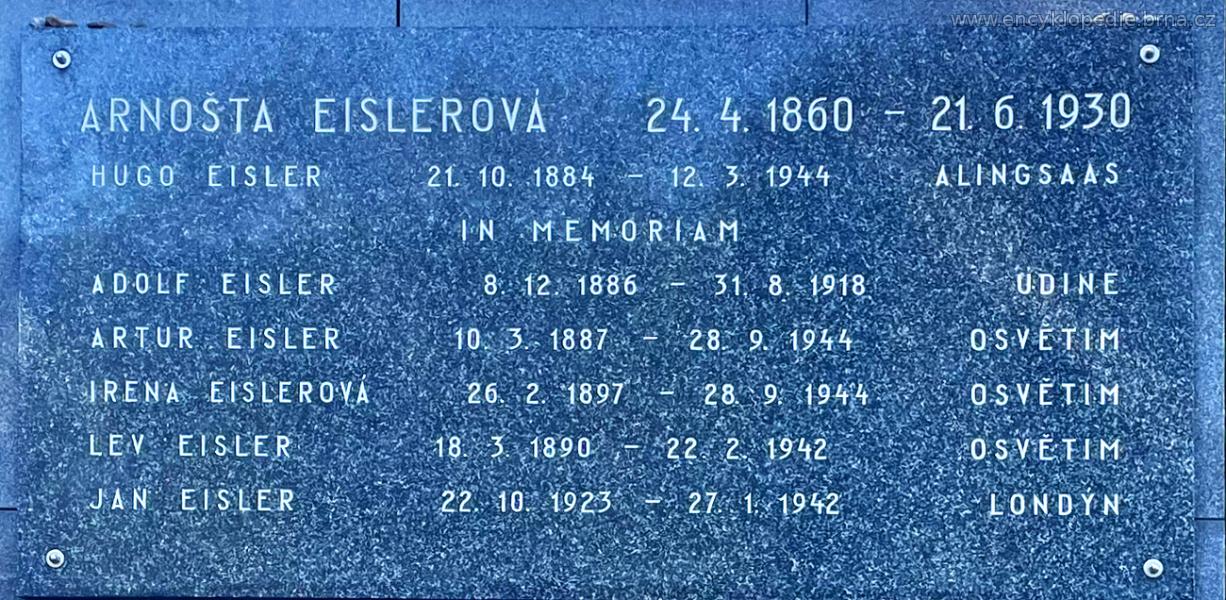 www.encyklopedie.brna.cz
ARNOŠTA EISLEROVÁ 24. 4. 1860 – 21. 6. 1930
HUGO EISLER 21. 10. 1884 – 12. 3. 1944 ALINGSAAS
IN MEMORIAM
ADOLF EISLER 8. 12. 1886 – 31. 8. 1918 UDINE
ARTUR EISLER 10. 3. 1887 – 28. 9. 1944 OSVĚTIM
IRENA EISLEROVÁ 26. 2. 1897 – 28. 9. 1944 OSVĚTIM
LEV EISLER 18. 3. 1890 – 22. 2. 1942 OSVĚTIM
JAN EISLER 22. 10. 1923 – 27. 1. 1942 LONDÝN